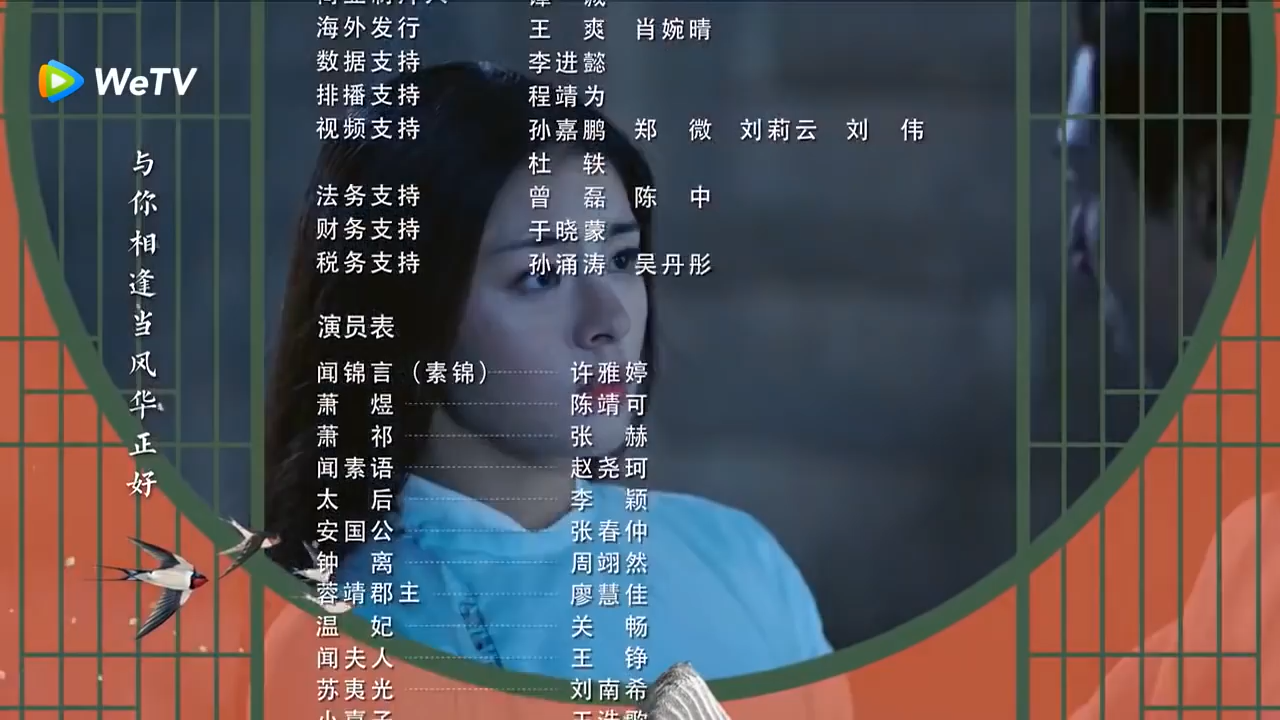 WeTV
与你相逢当风华正好
海外发行 王 爽 肖婉晴
数据支持 李进懿
排播支持 程靖为
视频支持 孙嘉鹏 郑 微 刘莉云 刘 伟
杜 轶
法务支持 曾 磊 陈 中
财务支持 于晓蒙
税务支持 孙涌涛 吴丹彤
演员表
闻锦言（素锦） 许雅婷
萧 煜 陈靖可
萧 祁 张 赫
闻素语 赵尧珂
太 后 李 颖
安国公 张春仲
钟 离 周翊然
蓉靖郡主 廖慧佳
温 妃 关 畅
闻夫人 王 铮
苏夷光 刘南希